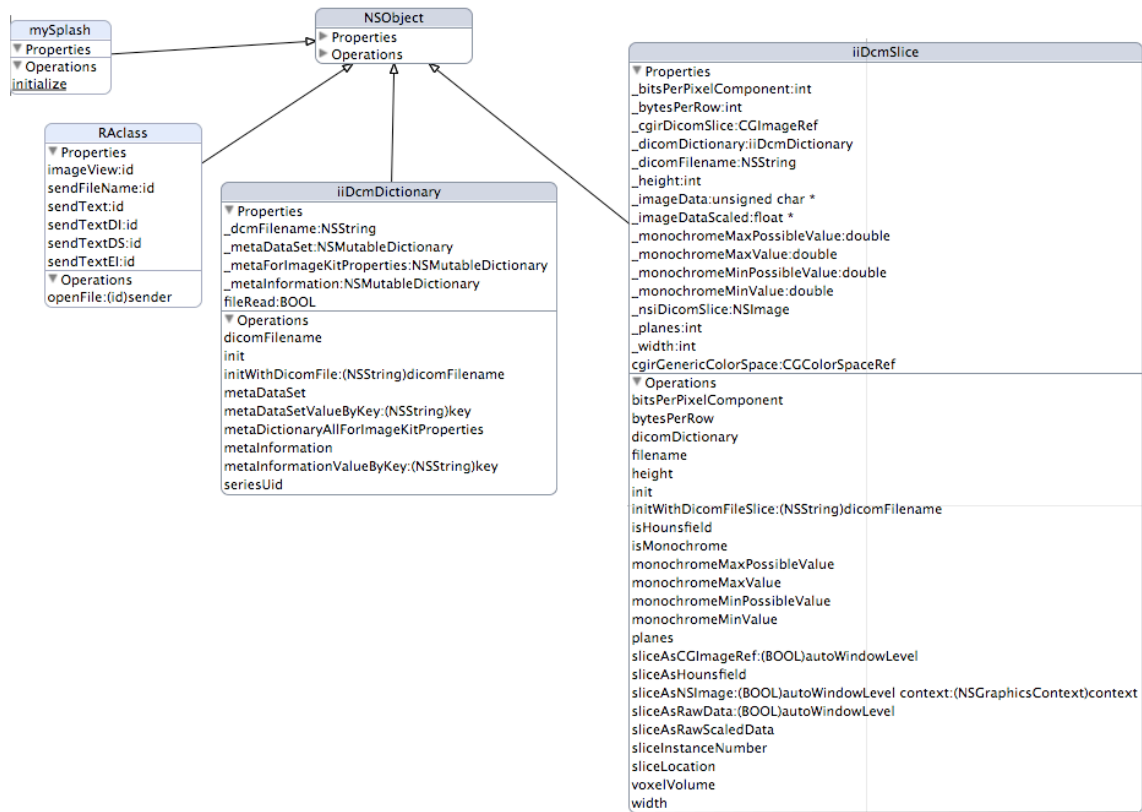 mySplash
Properties
Operations
initialize
NSObject
Properties
Operations
RAclass
Properties
imageView:id
sendFileName:id
sendText:id
sendTextDI:id
sendTextDS:id
sendTextEI:id
Operations
openFile:(id)sender
iiDcmDictionary
Properties
_dcmFilename:NSString
_metaDataSet:NSMutableDictionary
_metaForImageKitProperties:NSMutableDictionary
_metaInformation:NSMutableDictionary
fileRead:BOOL
Operations
dicomFilename
init
initWithDicomFile:(NSString)dicomFilename
metaDataSet
metaDataSetValueByKey:(NSString)key
metaDictionaryAllForImageKitProperties
metaInformation
metaInformationValueByKey:(NSString)key
seriesUid
iiDcmSlice
Properties
_bitsPerPixelComponent:int
_bytesPerRow:int
_cgirDicomSlice:CGImageRef
_dicomDictionary:iiDcmDictionary
_dicomFilename:NSString
_height:int
_imageData:unsigned char *
_imageDataScaled:float *
_monochromeMaxPossibleValue:double
_monochromeMaxValue:double
_monochromeMinPossibleValue:double
_monochromeMinValue:double
_nsiDicomSlice:NSImage
_planes:int
_width:int
cgirGenericColorSpace:CGColorSpaceRef
Operations
bitsPerPixelComponent
bytesPerRow
dicomDictionary
filename
height
init
initWithDicomFileSlice:(NSString)dicomFilename
isHounsfield
isMonochrome
monochromeMaxPossibleValue
monochromeMaxValue
monochromeMinPossibleValue
monochromeMinValue
planes
sliceAsCGImageRef:(BOOL)autoWindowLevel
sliceAsHounsfield
sliceAsNSImage:(BOOL)autoWindowLevel context:(NSGraphicsContext)context
sliceAsRawData:(BOOL)autoWindowLevel
sliceAsRawScaledData
sliceInstanceNumber
sliceLocation
voxelVolume
width